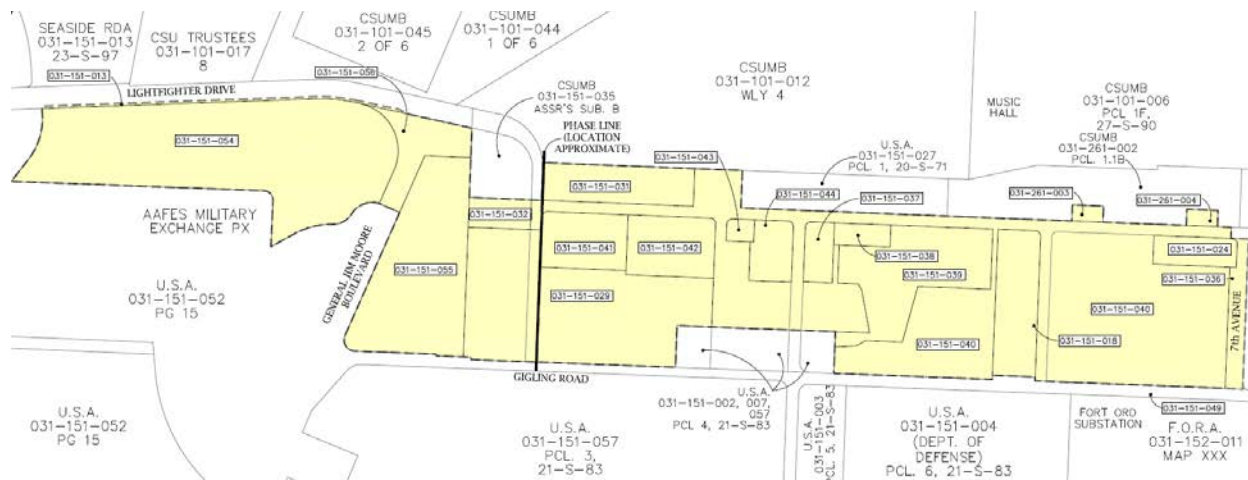 SEASIDE RDA
031-151-013
23-S-97
CSU TRUSTEES
031-101-017
8
CSUMB
031-101-045
2 OF 6
CSUMB
031-101-044
1 OF 6
031-151-013
031-151-058
LIGHTFIGHTER DRIVE
CSUMB
031-151-035
ASSR'S SUB. B
CSUMB
031-101-012
WLY 4
MUSIC
HALL
CSUMB
031-101-006
PCL 1F,
27-S-90
CSUMB
031-261-002
PCL. 1.1B
PHASE LINE
(LOCATION
APPROXIMATE)
031-151-054
031-151-043
U.S.A.
031-151-027
PCL. 1, 20-S-71
031-151-044
031-151-037
031-151-031
031-261-003
031-261-004
031-151-032
AAFES MILITARY
EXCHANGE PX
031-151-041
031-151-042
031-151-038
031-151-039
031-151-024
031-151-036
031-151-055
GENERAL JIM MOORE
BOULEVARD
U.S.A.
031-151-052
PG 15
031-151-029
031-151-040
031-151-040
031-151-018
7th AVENUE
GIGLING ROAD
U.S.A.
031-151-002, 007,
057
PCL 4, 21-S-83
031-151-049
U.S.A.
031-151-052
PG 15
U.S.A.
031-151-057
PCL. 3,
21-S-83
U.S.A.
031-151-003
PCL. 5, 21-S-83
U.S.A.
031-151-004
(DEPT. OF
DEFENSE)
PCL. 6, 21-S-83
FORT ORD
SUBSTATION
F.O.R.A.
031-152-011
MAP XXX